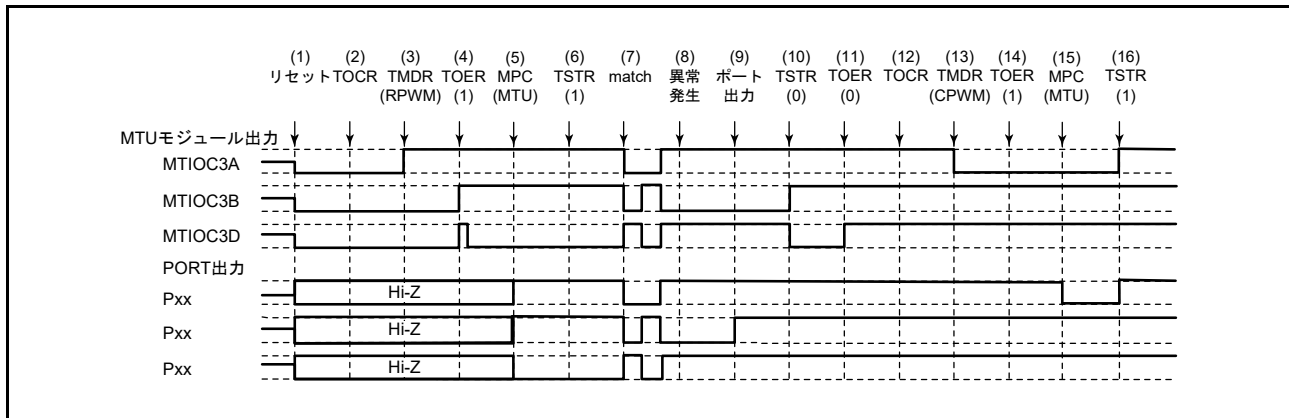 (1) (2) (3) (4) (5) (6) (7) (8) (9) (10) (11) (12) (13) (14) (15) (16)
リセット TOCR TMDR TOER MPC TSTR match 異常 ポート TSTR TOER TOCR TMDR TOER MPC TSTR
(RPWM) (1) (MTU) (1) 発生 出力 (0) (0) (CPWM) (1) (MTU) (1)
MTUモジュール出力
MTIOC3A
MTIOC3B
MTIOC3D
PORT出力
Pxx Hi-Z
Pxx Hi-Z
Pxx Hi-Z